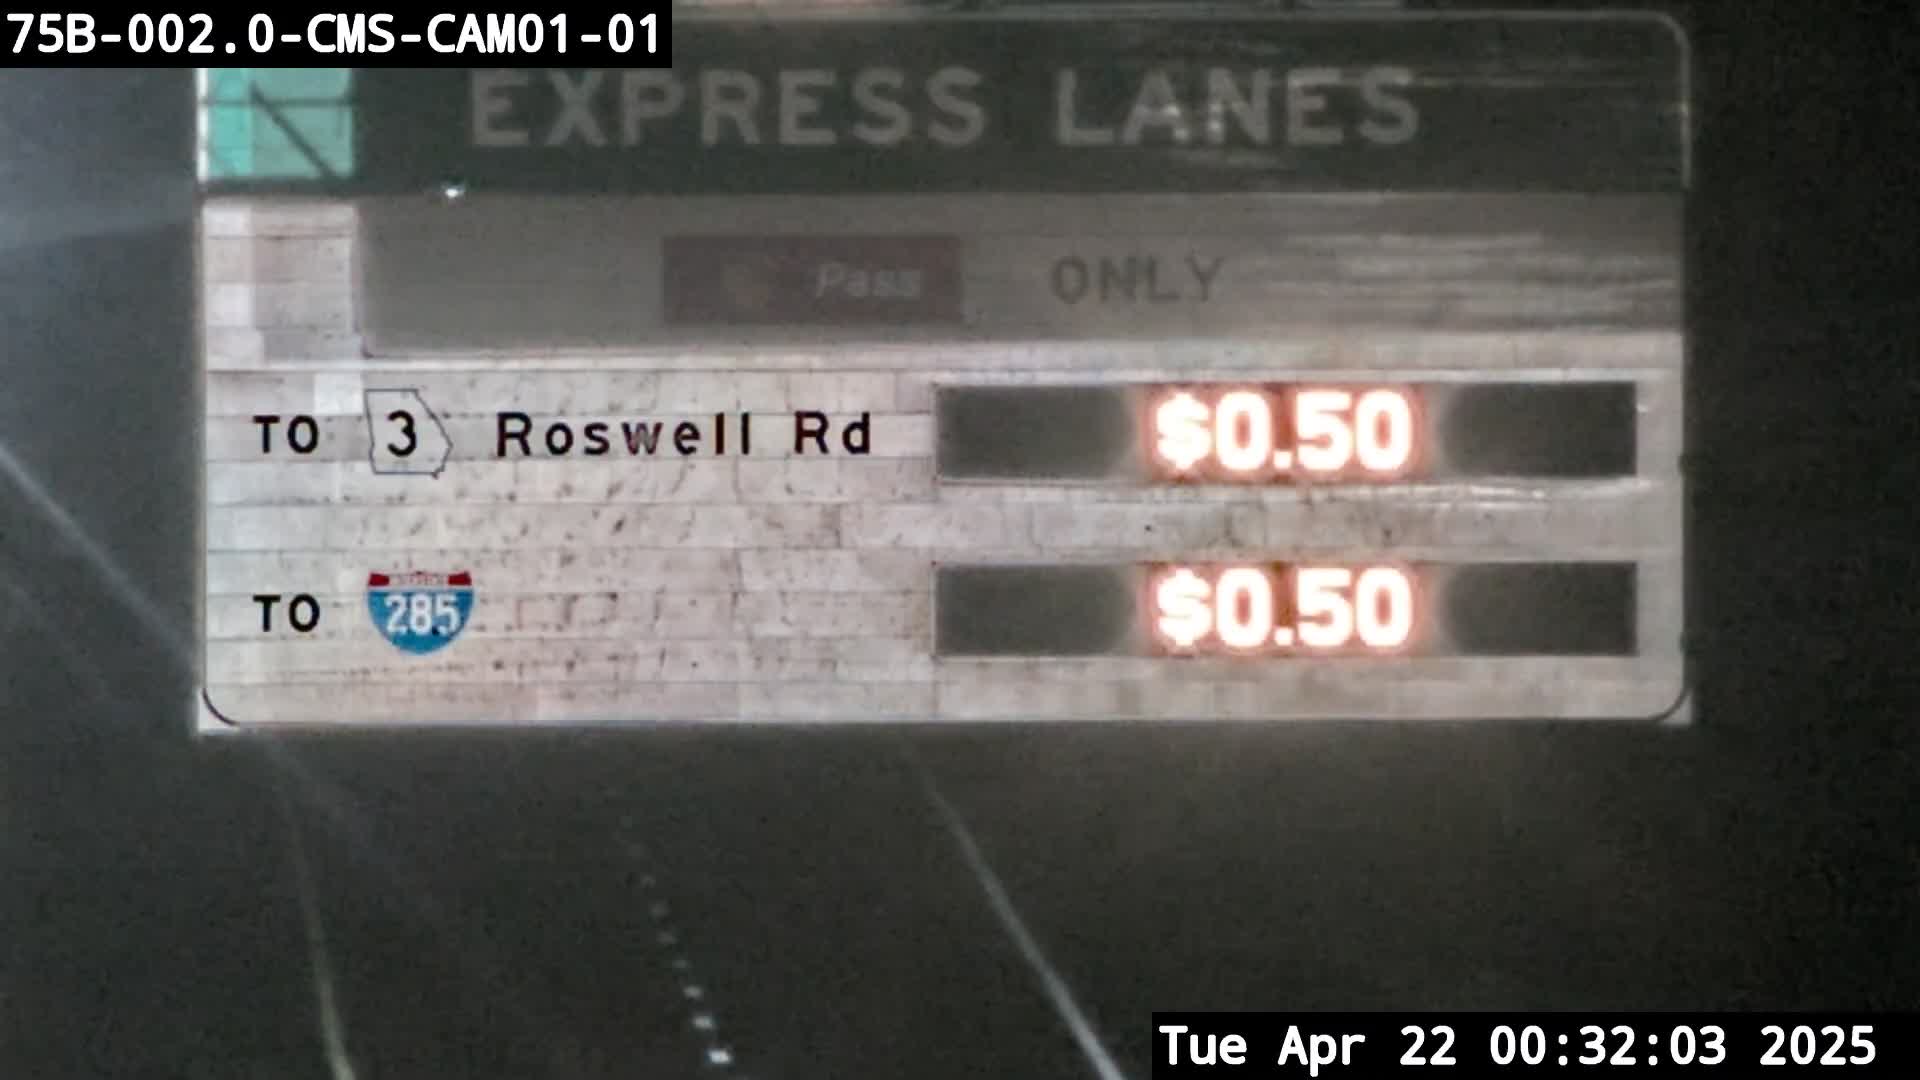 75B-002.0-CMS-CAM01-01
EXPRESS LANES
Pass ONLY
TO 3 Roswell Rd $0.50
TO 285 $0.50
Tue Apr 22 00:32:03 2025